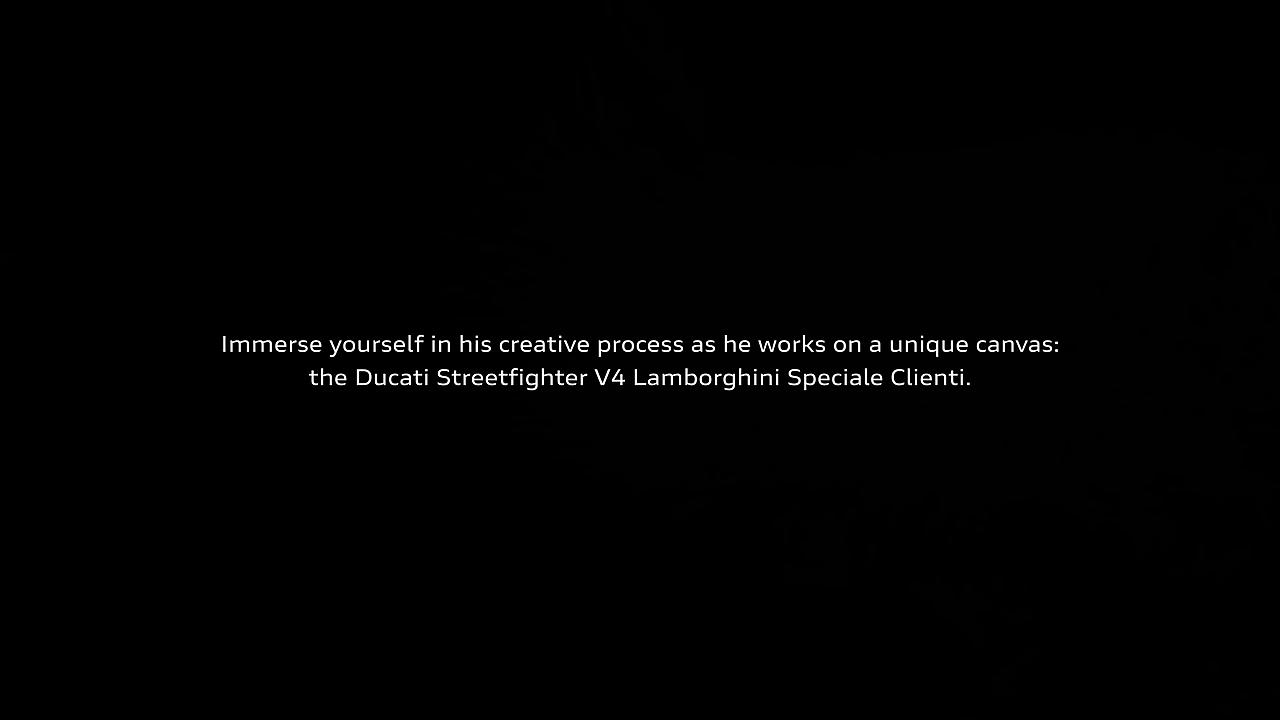 Immerse yourself in his creative process as he works on a unique canvas:
the Ducati Streetfighter V4 Lamborghini Speciale Clienti.